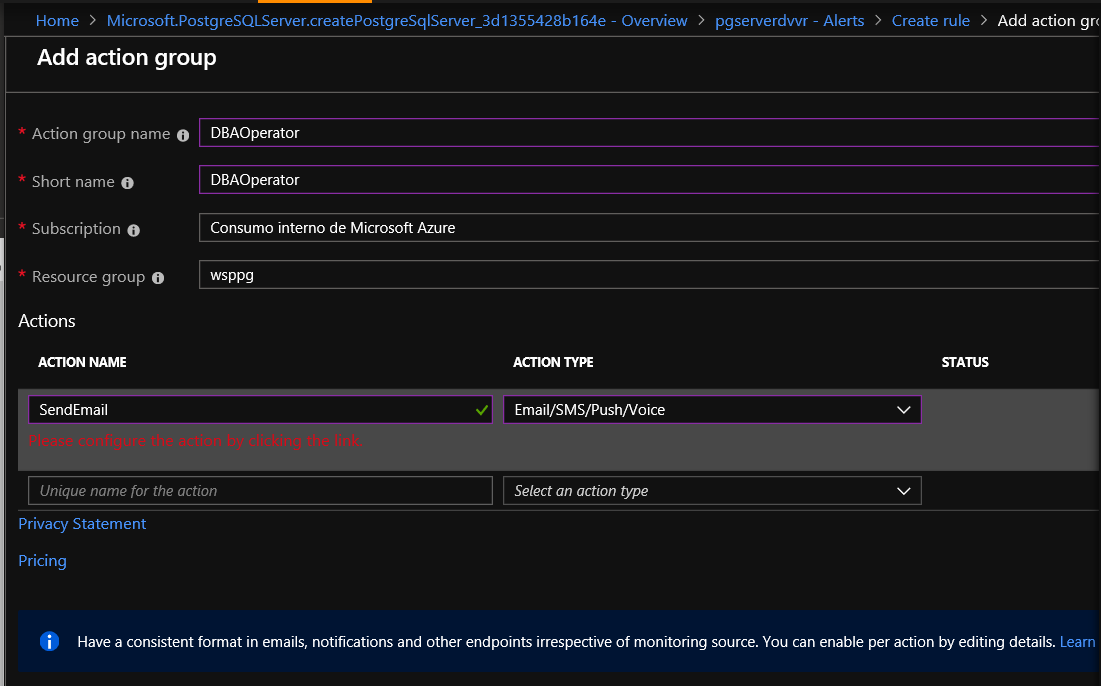 Home > Microsoft.PostgreSQLServer.createPostgreSqlServer_3d1355428b164e - Overview > pgserverdvvr - Alerts > Create rule > Add action gro
Add action group
* Action group name DBAOperator
* Short name DBAOperator
* Subscription Consumo interno de Microsoft Azure
* Resource group wsppg
Actions
ACTION NAME ACTION TYPE STATUS
SendEmail Email/SMS/Push/Voice
Please configure the action by clicking the link.
Unique name for the action Select an action type
Privacy Statement
Pricing
Have a consistent format in emails, notifications and other endpoints irrespective of monitoring source. You can enable per action by editing details. Learn